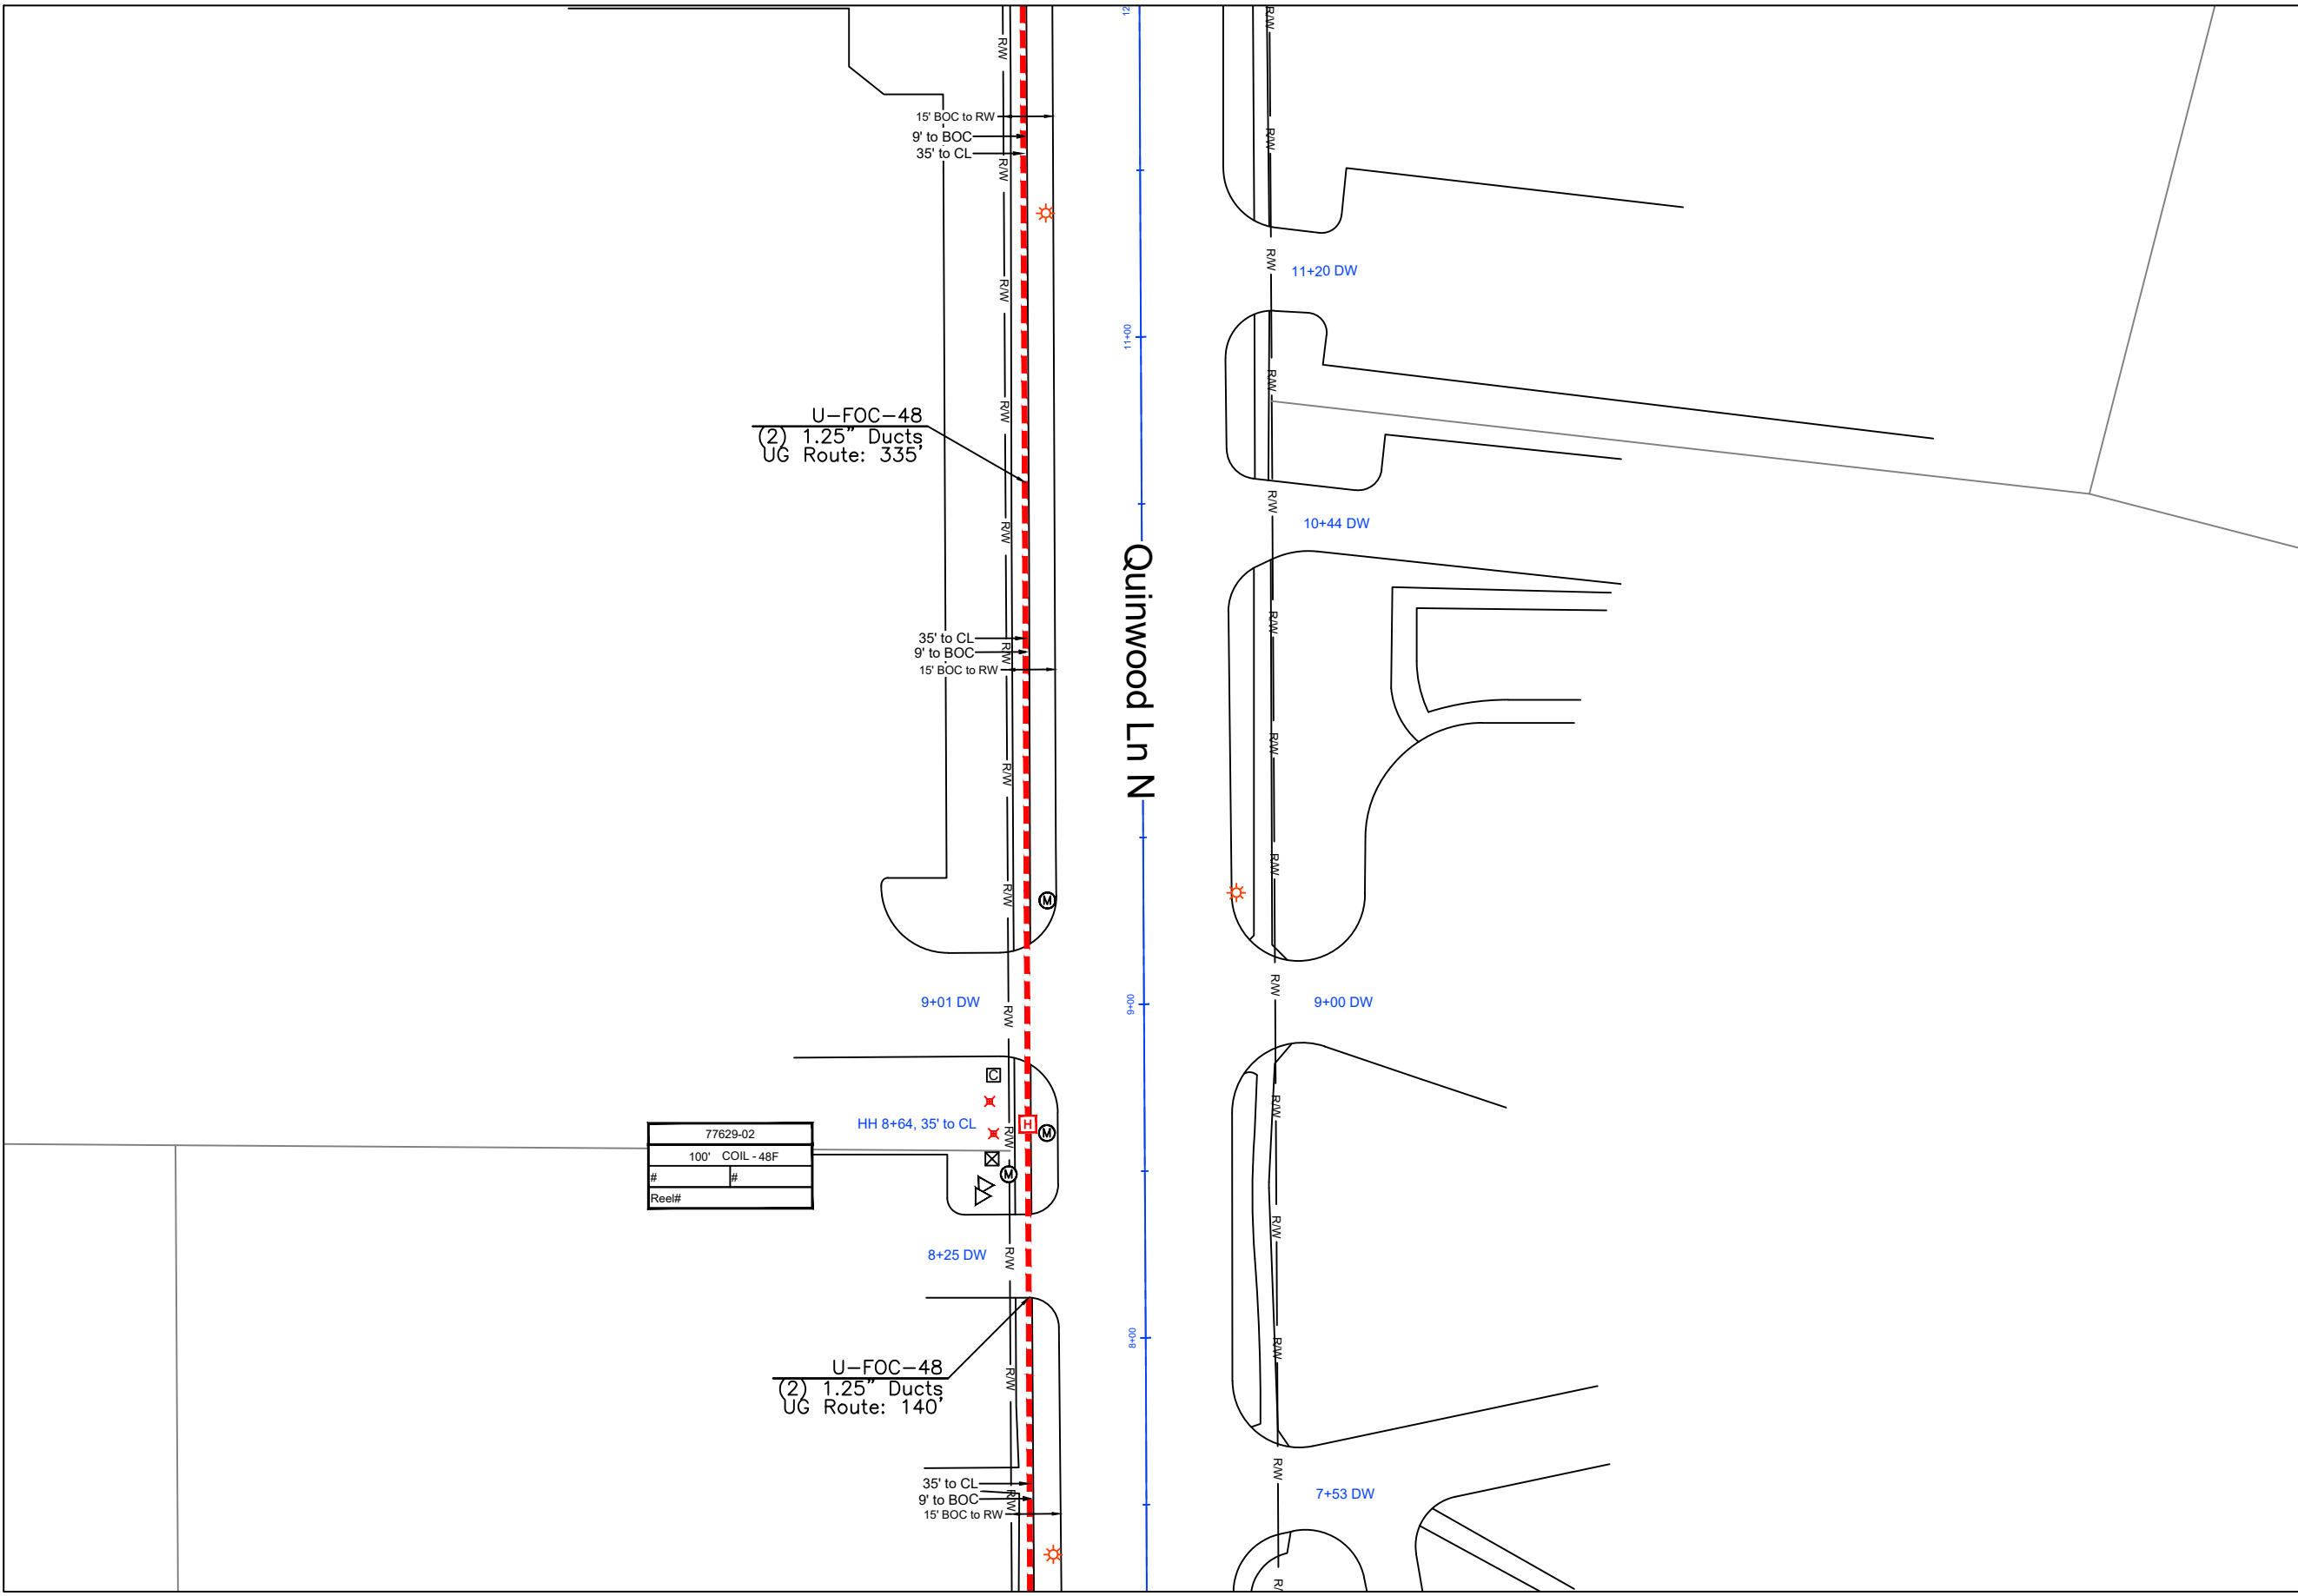 12
R/W
R/W
15' BOC to RW
9' to BOC
35' to CL
R/W
R/W
R/W
11+20 DW
R/W
11+00
R/W
R/W
U-FOC-48
(2) 1.25" Ducts
UG Route: 335'
R/W
R/W
10+44 DW
Quinwood Ln N
R/W
35' to CL
9' to BOC
15' BOC to RW
R/W
R/W
R/W
R/W
R/W
M
9+01 DW
9+00
9+00 DW
R/W
R/W
C
R/W
HH 8+64, 35' to CL
H
M
R/W
77629-02
100' COIL - 48F
# #
Reel#
M
R/W
8+25 DW
R/W
8+00
R/W
U-FOC-48
(2) 1.25" Ducts
UG Route: 140'
R/W
R/W
35' to CL
9' to BOC
15' BOC to RW
R/W
7+53 DW
R/